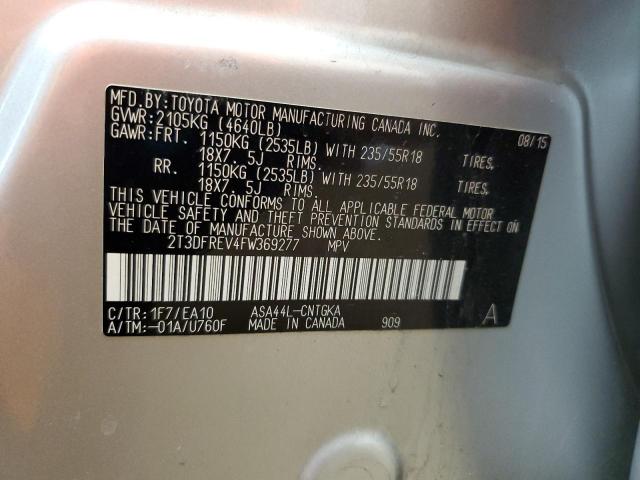 MFD.BY:TOYOTA MOTOR MANUFACTURING CANADA INC.
GVWR:2105KG (4640LB) 08/15
GAWR:FRT. 1150KG (2535LB) WITH 235/55R18 TIRES,
18X7. 5J RIMS.
RR. 1150KG (2535LB) WITH 235/55R18 TIRES,
18X7. 5J RIMS.
THIS VEHICLE CONFORMS TO ALL APPLICABLE FEDERAL MOTOR
VEHICLE SAFETY AND THEFT PREVENTION STANDARDS IN EFFECT ON
THE DATE OF MANUFACTURE SHOWN ABOVE.
2T3DFREV4FW369277 MPV
C/TR: 1F7/EA10 ASA44L-CNTGKA
A/TM:-01A/U760F MADE IN CANADA 909 A